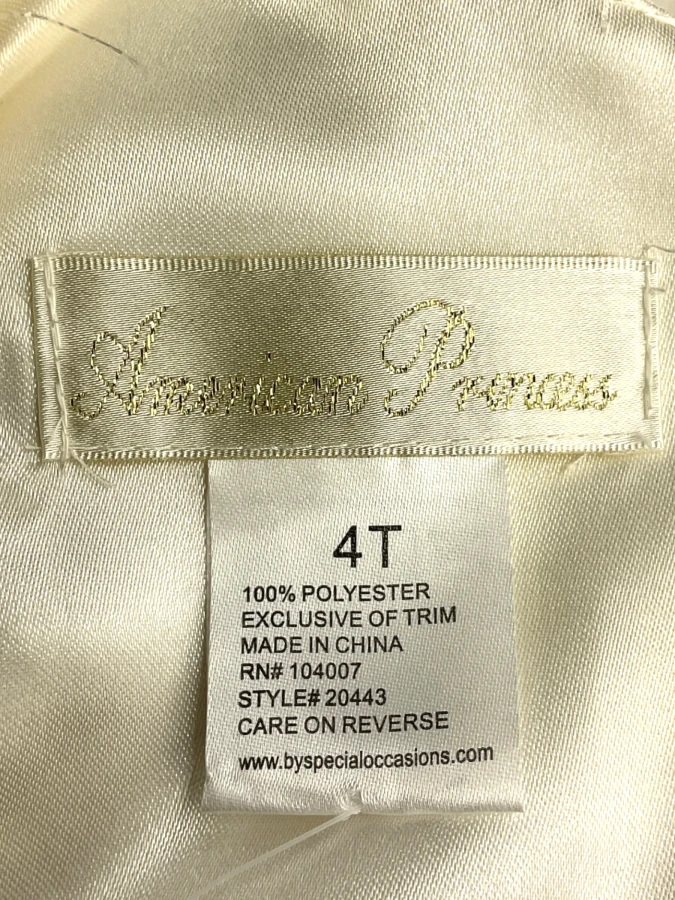 American Princess
4T
100% POLYESTER
EXCLUSIVE OF TRIM
MADE IN CHINA
RN# 104007
STYLE# 20443
CARE ON REVERSE
www.byspecialoccasions.com